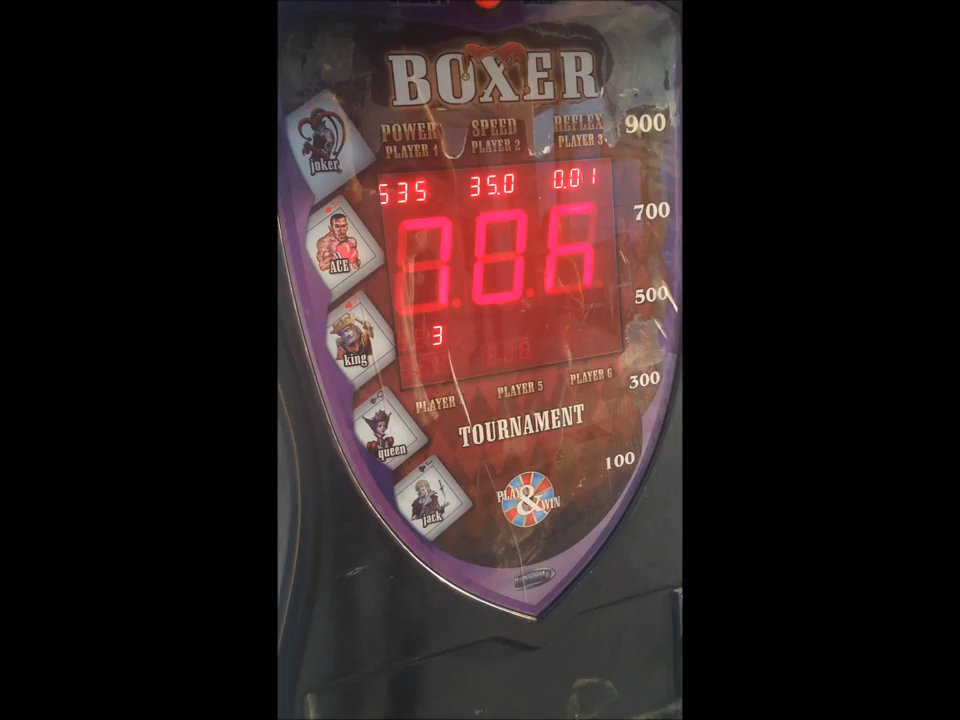 BOXER
POWER SPEED REFLEX
PLAYER 1 PLAYER 2 PLAYER 3
900
joker
535 35.0 0.01
700
ACE
500
3
king
300
PLAYER PLAYER 5 PLAYER 6
TOURNAMENT
queen
100
PLAY & WIN
jack